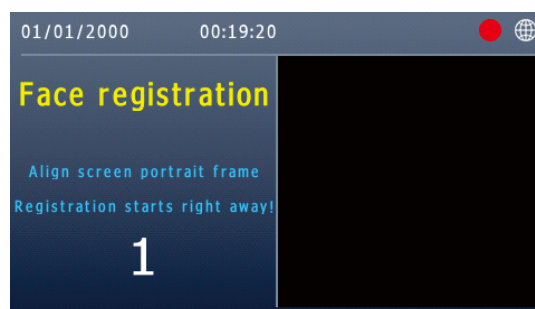 01/01/2000 00:19:20
Face registration
Align screen portrait frame
Registration starts right away!
1